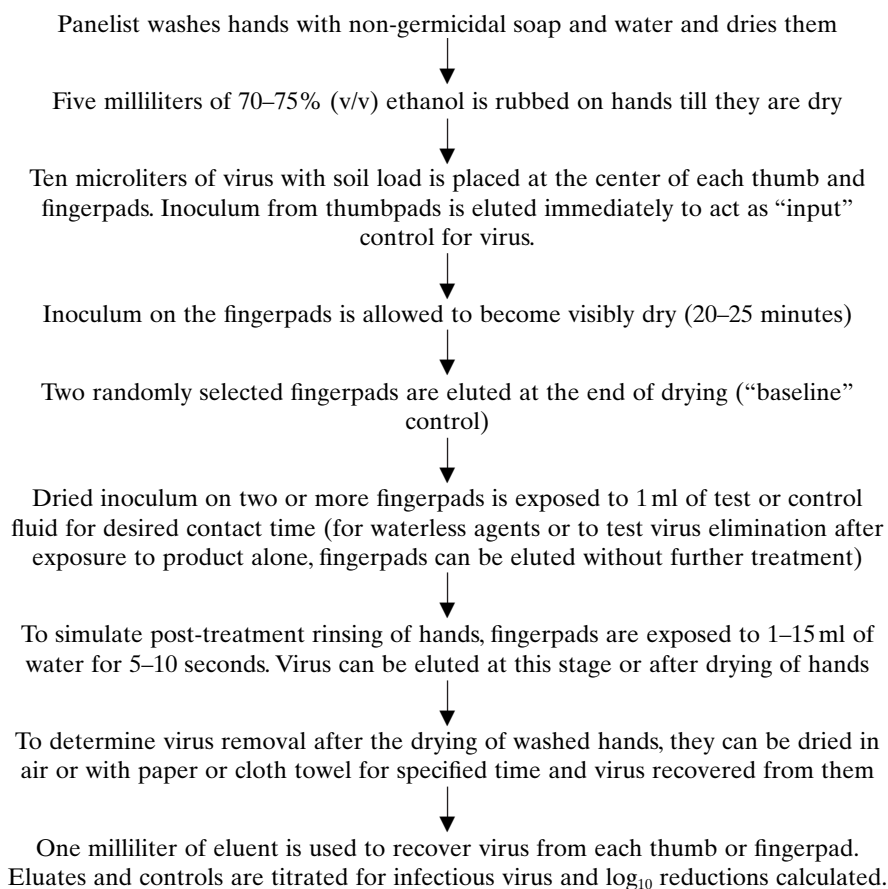 Panelist washes hands with non-germicidal soap and water and dries them
Five milliliters of 70–75% (v/v) ethanol is rubbed on hands till they are dry
Ten microliters of virus with soil load is placed at the center of each thumb and
fingerpads. Inoculum from thumbpads is eluted immediately to act as “input”
control for virus.
Inoculum on the fingerpads is allowed to become visibly dry (20–25 minutes)
Two randomly selected fingerpads are eluted at the end of drying (“baseline”
control)
Dried inoculum on two or more fingerpads is exposed to 1 ml of test or control
fluid for desired contact time (for waterless agents or to test virus elimination after
exposure to product alone, fingerpads can be eluted without further treatment)
To simulate post-treatment rinsing of hands, fingerpads are exposed to 1–15 ml of
water for 5–10 seconds. Virus can be eluted at this stage or after drying of hands
To determine virus removal after the drying of washed hands, they can be dried in
air or with paper or cloth towel for specified time and virus recovered from them
One milliliter of eluent is used to recover virus from each thumb or fingerpad.
Eluates and controls are titrated for infectious virus and log₁₀ reductions calculated.